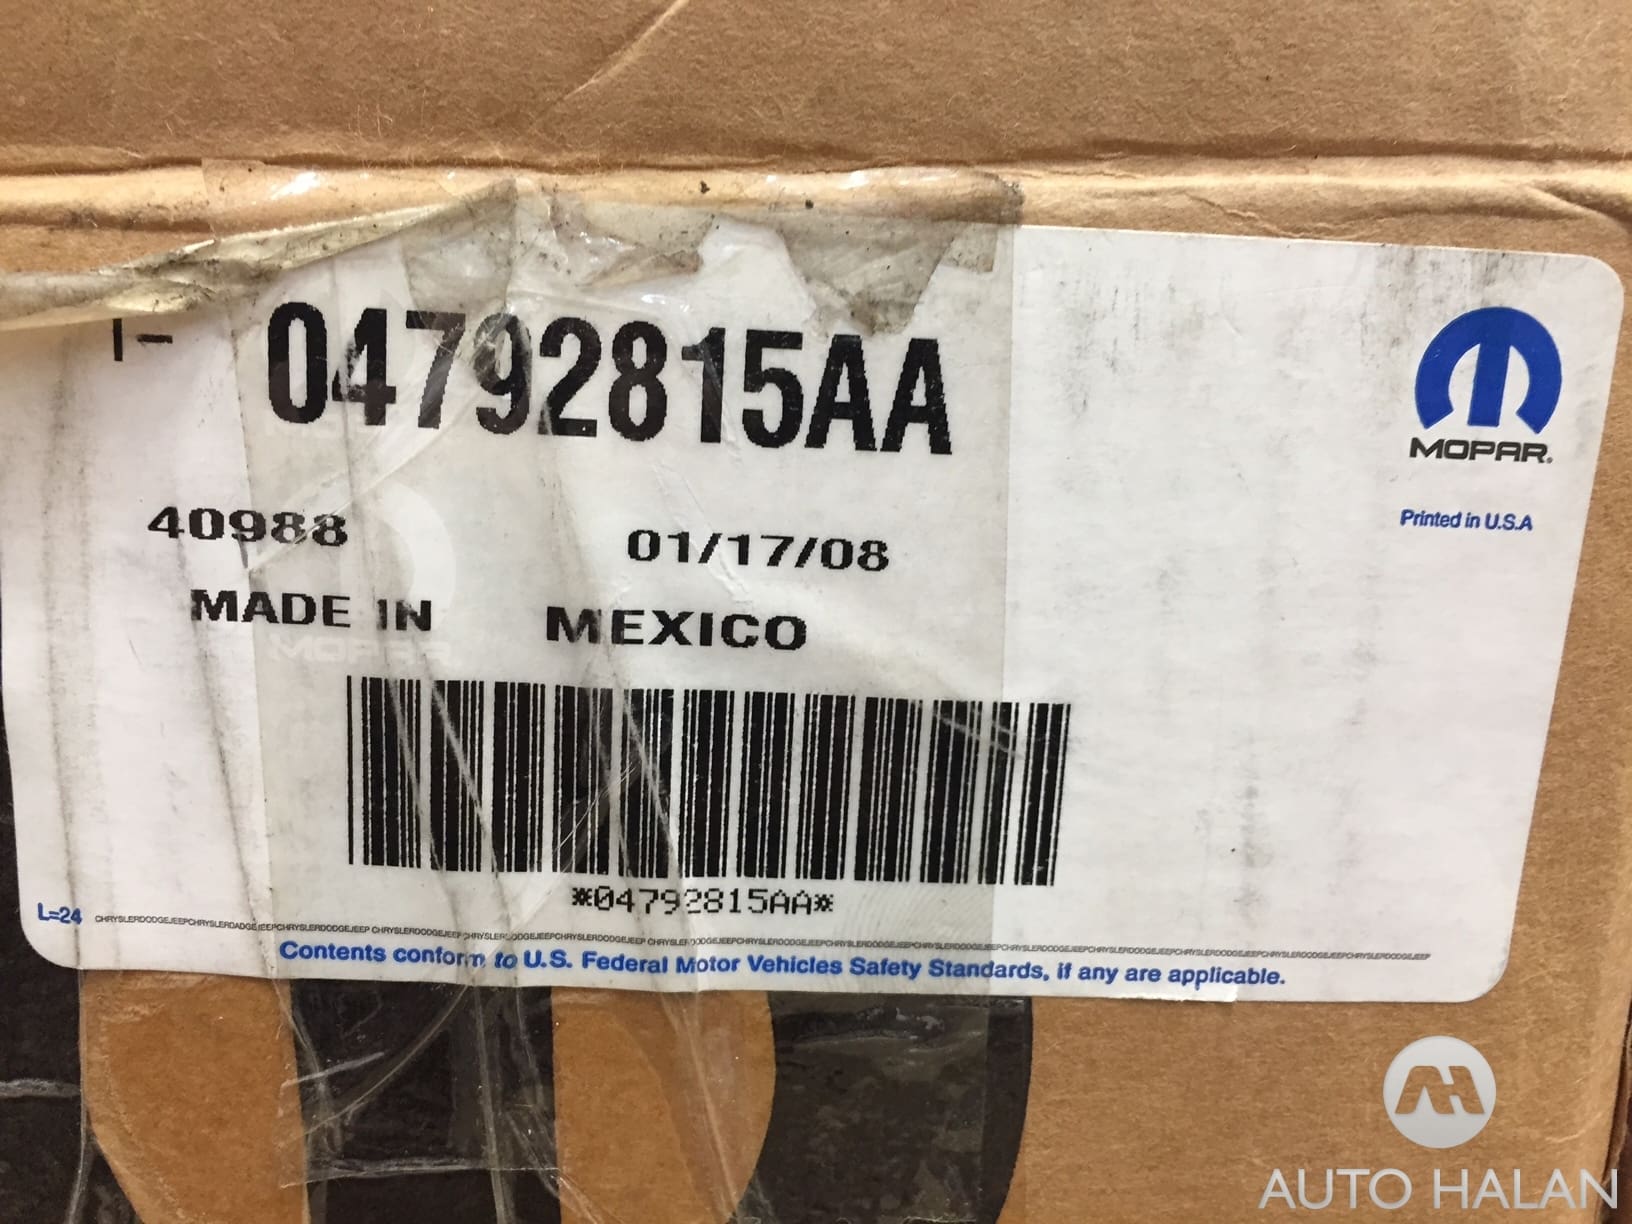 1- 04792815AA
MOPAR®
Printed in U.S.A
40988 01/17/08
MADE IN MEXICO
MOPAR
*04792815AA*
L=24
Contents conform to U.S. Federal Motor Vehicles Safety Standards, if any are applicable.
AUTO HALAN